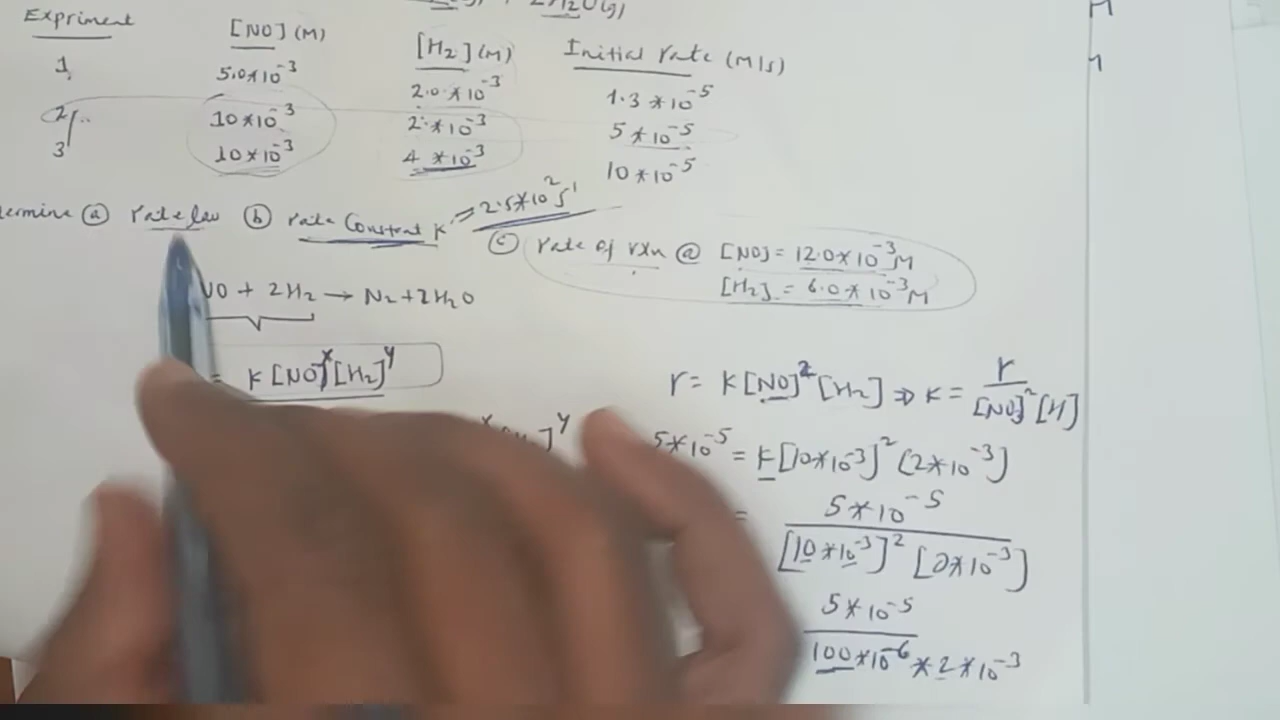 2H₂O(g)
Expriment [NO](M) [H₂](M) Initial rate (M/s)
1 5.0*10⁻³ 2.0*10⁻³ 1.3*10⁻⁵
2 10*10⁻³ 2*10⁻³ 5*10⁻⁵
3 10*10⁻³ 4*10⁻³ 10*10⁻⁵
ermine ⓐ rate law ⓑ rate Constant K = 2.5*10² s⁻¹
ⓒ rate of rxn @ [NO] = 12.0*10⁻³M
[H₂] = 6.0*10⁻³M
NO + 2H₂ → N₂+2H₂O
= K[NO]ˣ[H₂]ʸ
r = K[NO]²[H₂] ⇒ K = r/[NO]²[H]
5*10⁻⁵ = K[10*10⁻³]²(2*10⁻³)
= 5*10⁻⁵
[10*10⁻³]² [2*10⁻³]
5*10⁻⁵
100*10⁻⁶ * 2*10⁻³